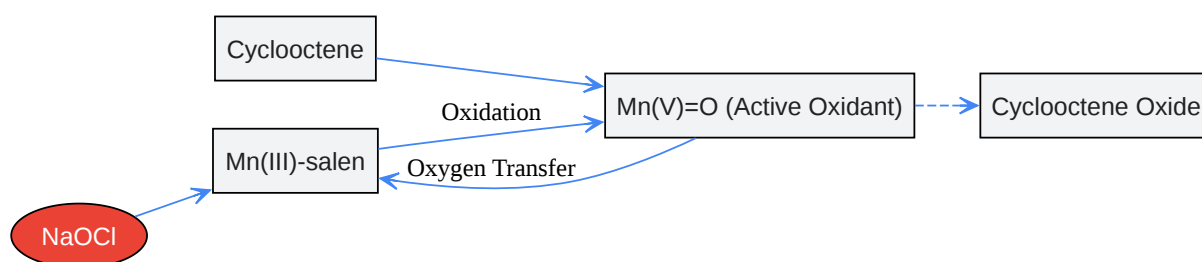 Cyclooctene
Oxidation
Mn(V)=O (Active Oxidant)
Cyclooctene Oxide
Mn(III)-salen
Oxygen Transfer
NaOCl